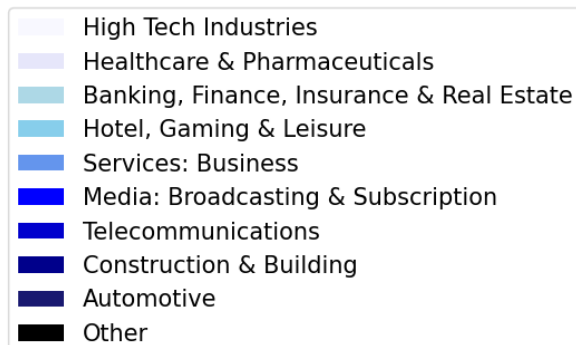 High Tech Industries
Healthcare & Pharmaceuticals
Banking, Finance, Insurance & Real Estate
Hotel, Gaming & Leisure
Services: Business
Media: Broadcasting & Subscription
Telecommunications
Construction & Building
Automotive
Other